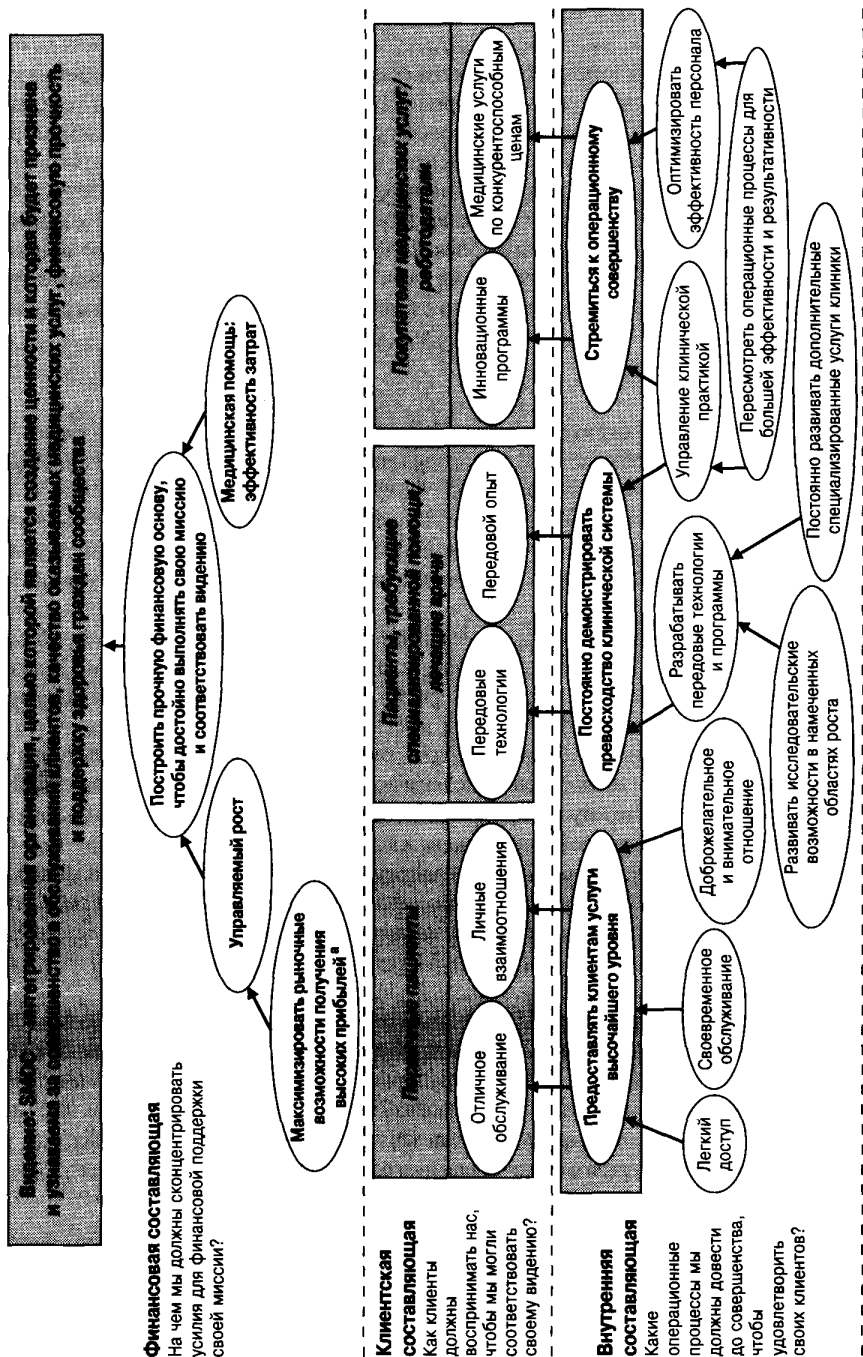 Видение: SMDC – интегрированная организация, целью которой является создание ценности и которая будет признана
и уважаема за совершенство в обслуживании клиентов, качество оказываемых медицинских услуг, финансовую прочность
и поддержку здоровья граждан сообщества
Финансовая составляющая
На чем мы должны сконцентрировать
усилия для финансовой поддержки
своей миссии?
Построить прочную финансовую основу,
чтобы достойно выполнять свою миссию
и соответствовать видению
Управляемый рост
Медицинская помощь:
эффективность затрат
Максимизировать рыночные
возможности получения
высоких прибылей а
Клиентская
составляющая
Как клиенты
должны
воспринимать нас,
чтобы мы могли
соответствовать
своему видению?
Первичные пациенты
Отличное
обслуживание
Личные
взаимоотношения
Пациенты, требующие
специализированной помощи/
лечащие врачи
Передовые
технологии
Передовой опыт
Покупатели медицинских услуг/
работодатели
Инновационные
программы
Медицинские услуги
по конкурентоспособным
ценам
Внутренняя
составляющая
Какие
операционные
процессы мы
должны довести
до совершенства,
чтобы
удовлетворить
своих клиентов?
Предоставлять клиентам услуги
высочайшего уровня
Постоянно демонстрировать
превосходство клинической системы
Стремиться к операционному
совершенству
Легкий
доступ
Своевременное
обслуживание
Доброжелательное
и внимательное
отношение
Разрабатывать
передовые технологии
и программы
Управление клинической
практикой
Оптимизировать
эффективность персонала
Развивать исследовательские
возможности в намеченных
областях роста
Постоянно развивать дополнительные
специализированные услуги клиники
Пересмотреть операционные процессы для
большей эффективности и результативности